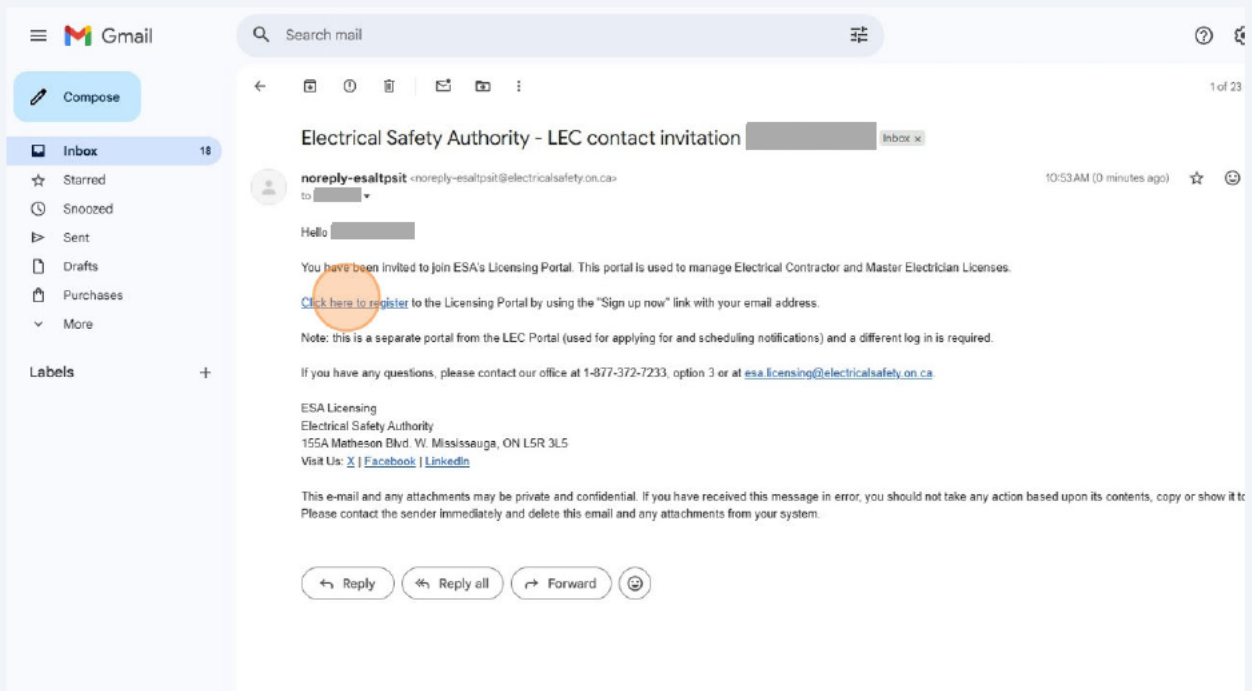 Gmail
Search mail
Compose
1 of 23
Inbox 18
Starred
Snoozed
Sent
Drafts
Purchases
More
Labels
Electrical Safety Authority - LEC contact invitation
Inbox x
noreply-esaltpsit <noreply-esaltpsit@electricalsafety.on.ca>
10:53 AM (0 minutes ago)
to
Hello
You have been invited to join ESA's Licensing Portal. This portal is used to manage Electrical Contractor and Master Electrician Licenses.
Click here to register to the Licensing Portal by using the "Sign up now" link with your email address.
Note: this is a separate portal from the LEC Portal (used for applying for and scheduling notifications) and a different log in is required.
If you have any questions, please contact our office at 1-877-372-7233, option 3 or at esa.licensing@electricalsafety.on.ca.
ESA Licensing
Electrical Safety Authority
155A Matheson Blvd. W. Mississauga, ON L5R 3L5
Visit Us: X | Facebook | LinkedIn
This e-mail and any attachments may be private and confidential. If you have received this message in error, you should not take any action based upon its contents, copy or show it to
Please contact the sender immediately and delete this email and any attachments from your system.
Reply
Reply all
Forward